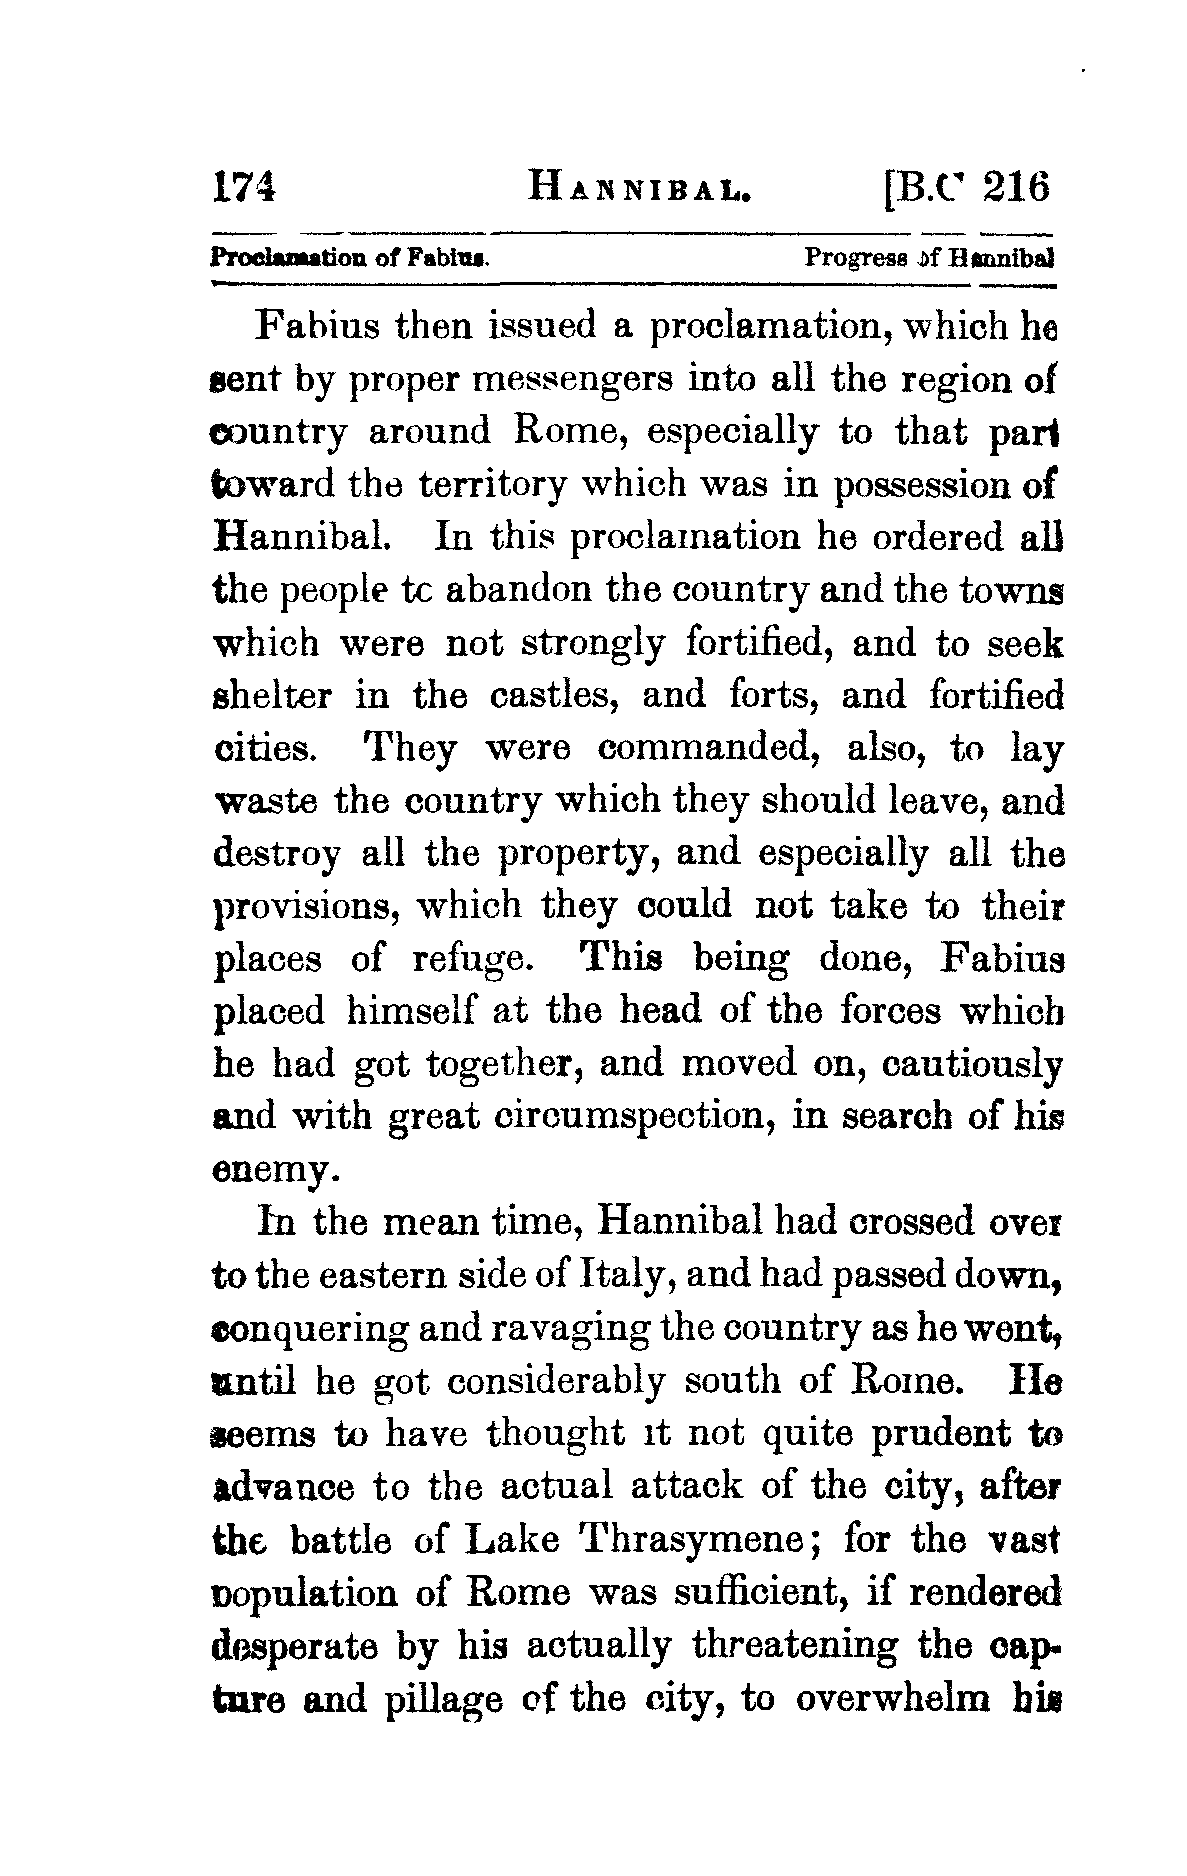 174 HANNIBAL. [B.C 216
Proclamation of Fabius. Progress of Hannibal
Fabius then issued a proclamation, which he
sent by proper messengers into all the region of
country around Rome, especially to that part
toward the territory which was in possession of
Hannibal. In this proclamation he ordered all
the people to abandon the country and the towns
which were not strongly fortified, and to seek
shelter in the castles, and forts, and fortified
cities. They were commanded, also, to lay
waste the country which they should leave, and
destroy all the property, and especially all the
provisions, which they could not take to their
places of refuge. This being done, Fabius
placed himself at the head of the forces which
he had got together, and moved on, cautiously
and with great circumspection, in search of his
enemy.
In the mean time, Hannibal had crossed over
to the eastern side of Italy, and had passed down,
conquering and ravaging the country as he went,
until he got considerably south of Rome. He
seems to have thought it not quite prudent to
advance to the actual attack of the city, after
the battle of Lake Thrasymene; for the vast
population of Rome was sufficient, if rendered
desperate by his actually threatening the cap-
ture and pillage of the city, to overwhelm his